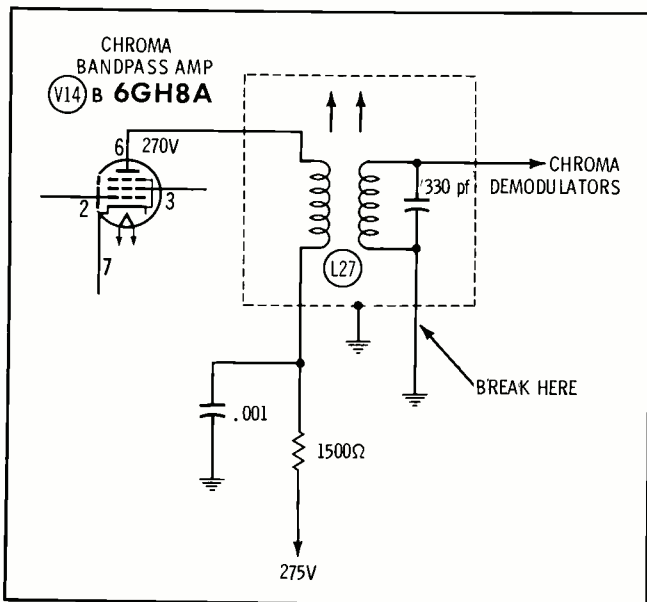 CHROMA
BANDPASS AMP
V14 B 6GH8A
6
270V
2
3
7
330 pf
CHROMA
DEMODULATORS
L27
BREAK HERE
.001
1500Ω
275V